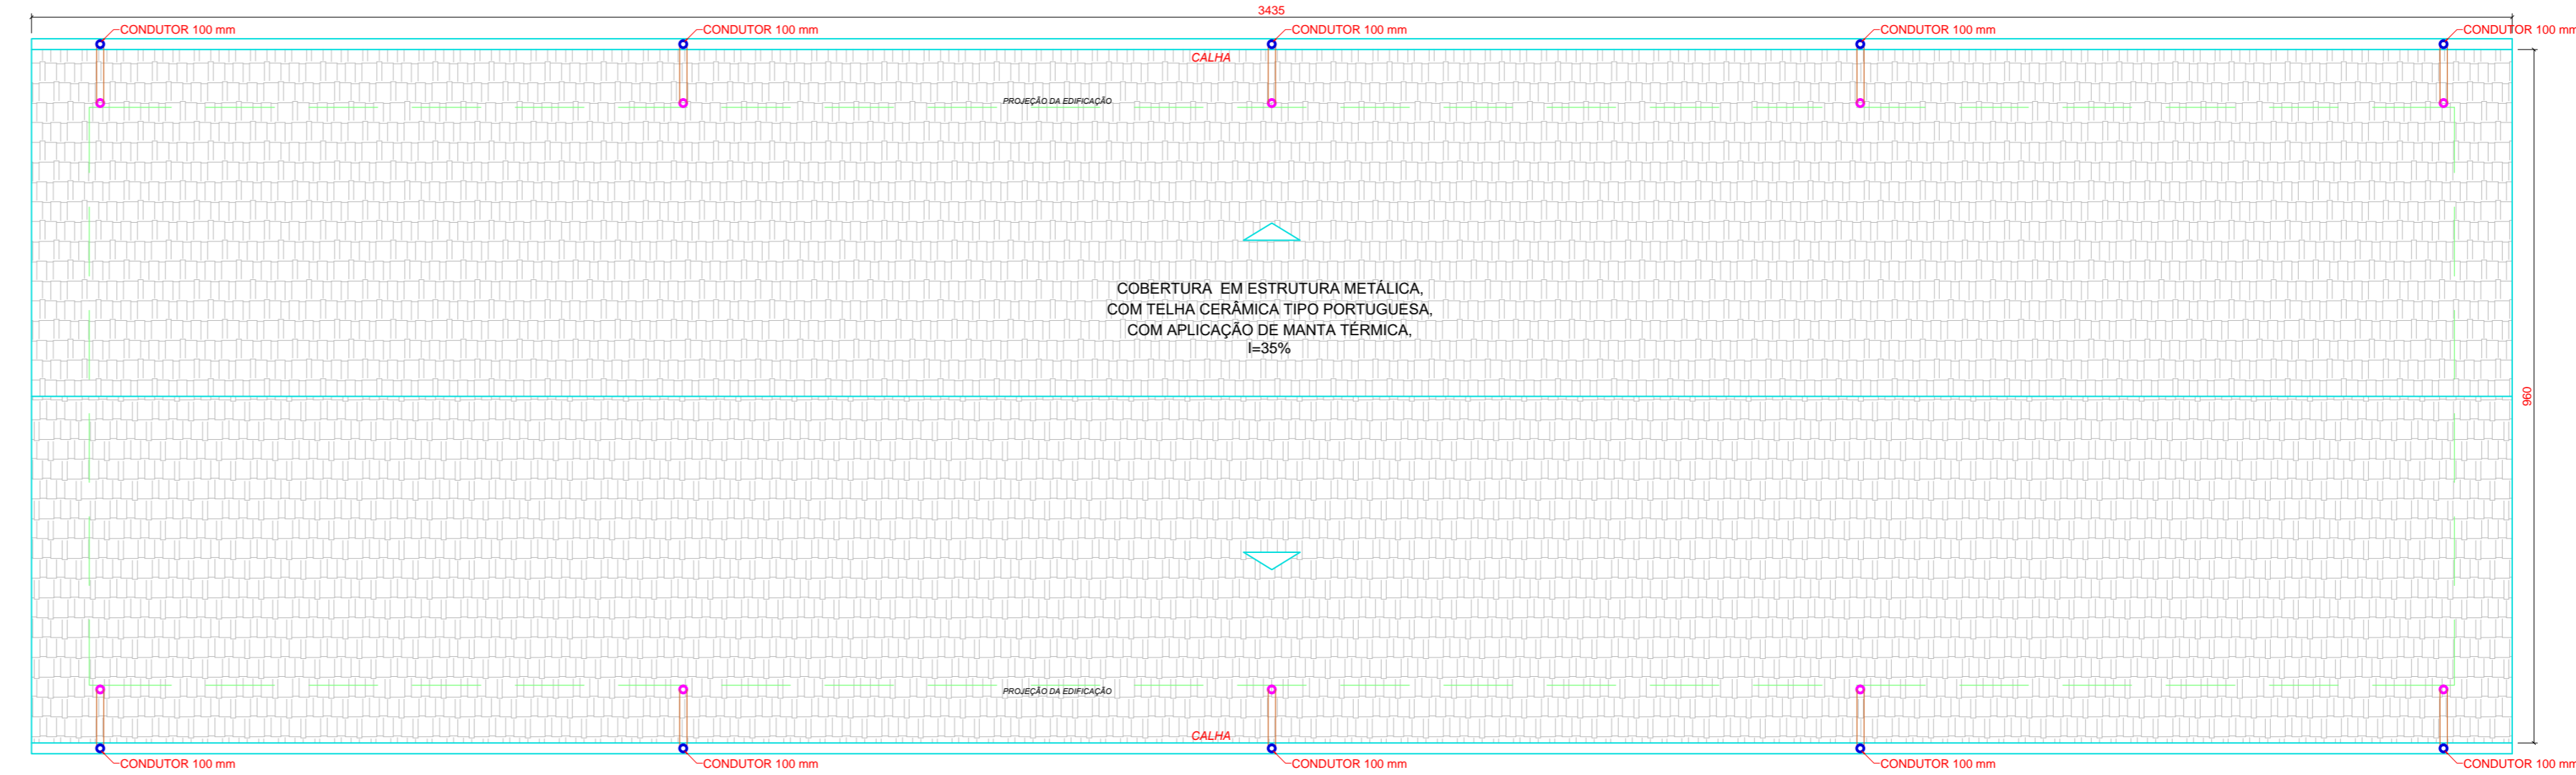 3435
CONDUTOR 100 mm
CONDUTOR 100 mm
CONDUTOR 100 mm
CONDUTOR 100 mm
CONDUTOR 100 mm
CALHA
PROJEÇÃO DA EDIFICAÇÃO
COBERTURA EM ESTRUTURA METÁLICA,
COM TELHA CERÂMICA TIPO PORTUGUESA,
COM APLICAÇÃO DE MANTA TÉRMICA,
I=35%
960
PROJEÇÃO DA EDIFICAÇÃO
CALHA
CONDUTOR 100 mm
CONDUTOR 100 mm
CONDUTOR 100 mm
CONDUTOR 100 mm
CONDUTOR 100 mm